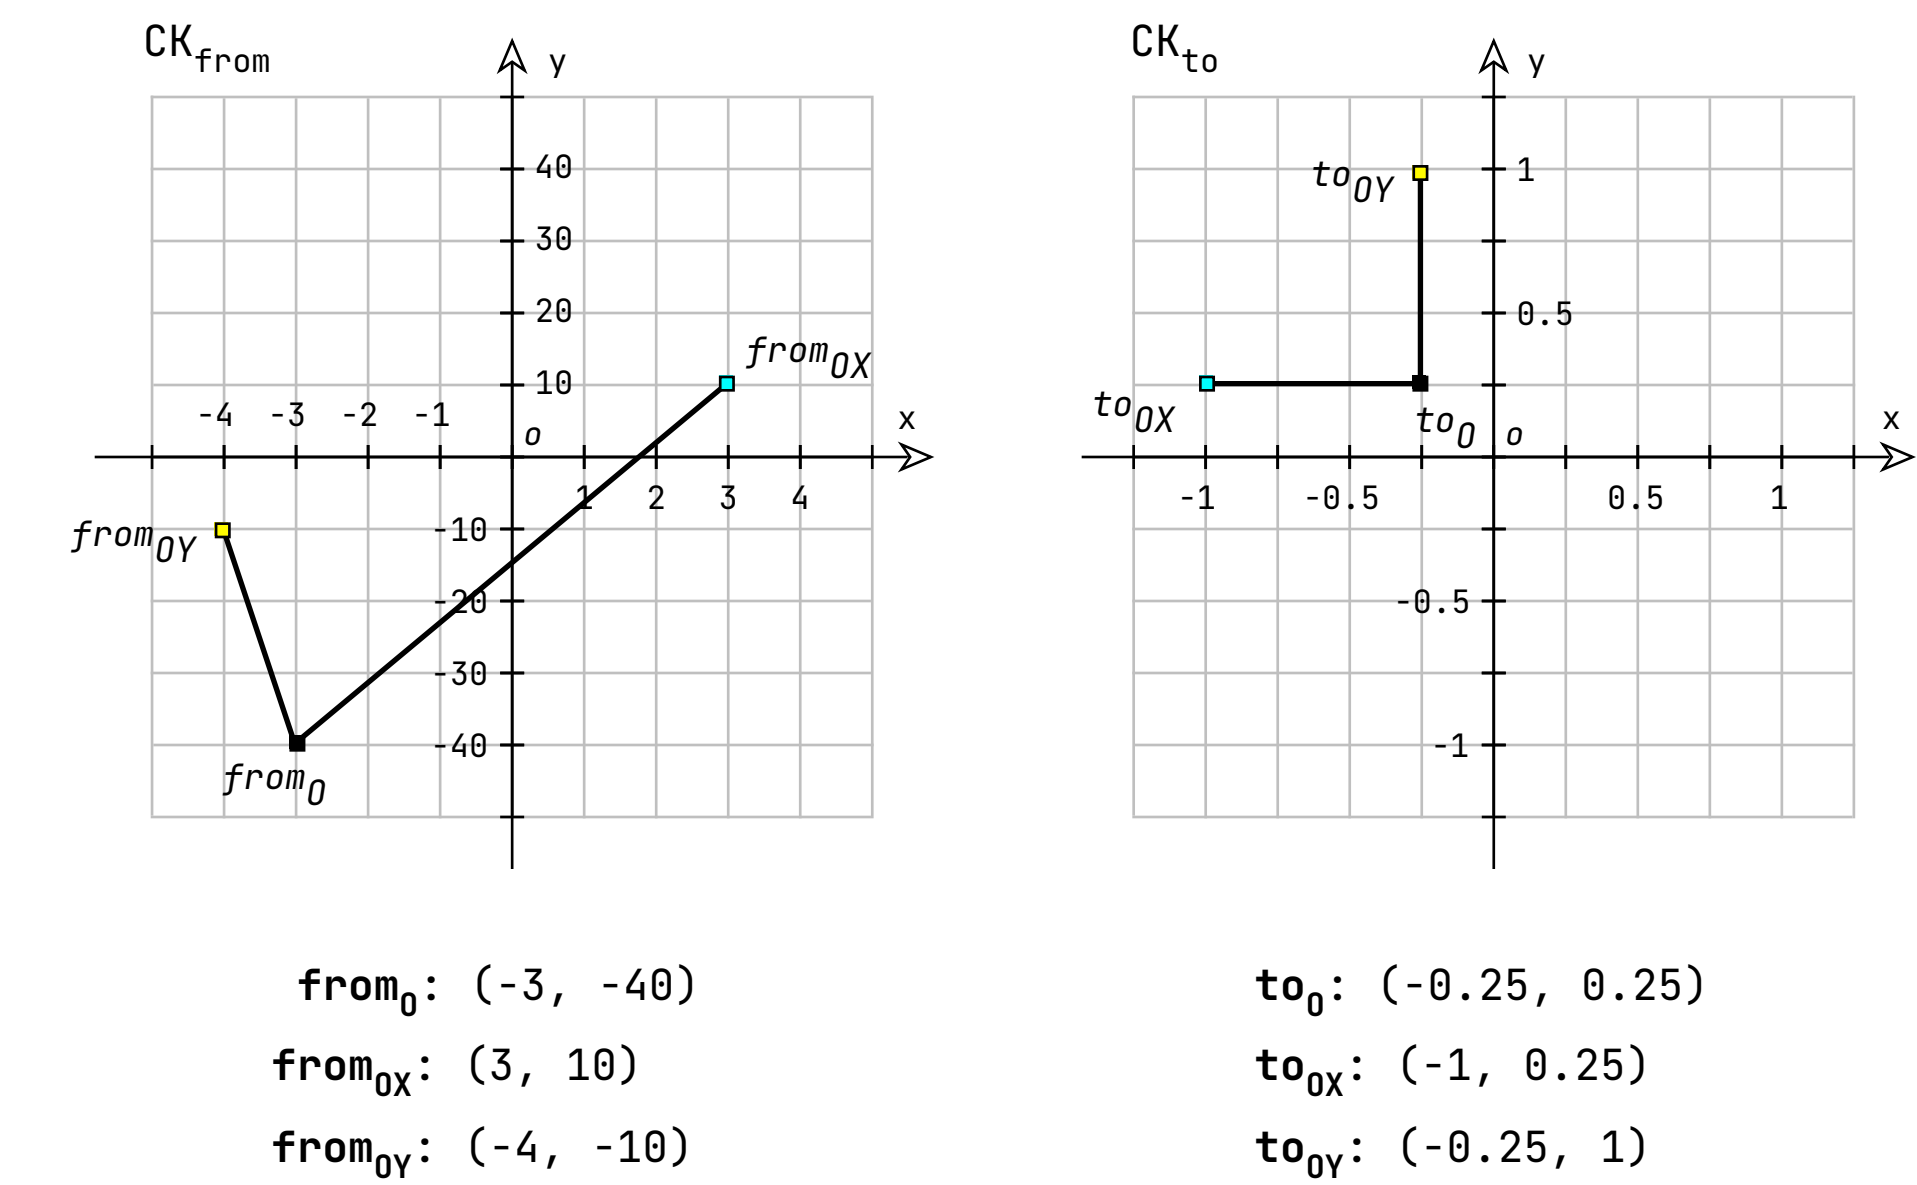 CK_from
y
40
30
20
10
from_OX
-4 -3 -2 -1
o
x
1 2 3 4
from_OY
-10
-20
-30
-40
from_O
CK_to
y
to_OY
1
0.5
to_OX
to_O
o
x
-1 -0.5 0.5 1
-0.5
-1
from_O: (-3, -40)
from_OX: (3, 10)
from_OY: (-4, -10)
to_O: (-0.25, 0.25)
to_OX: (-1, 0.25)
to_OY: (-0.25, 1)